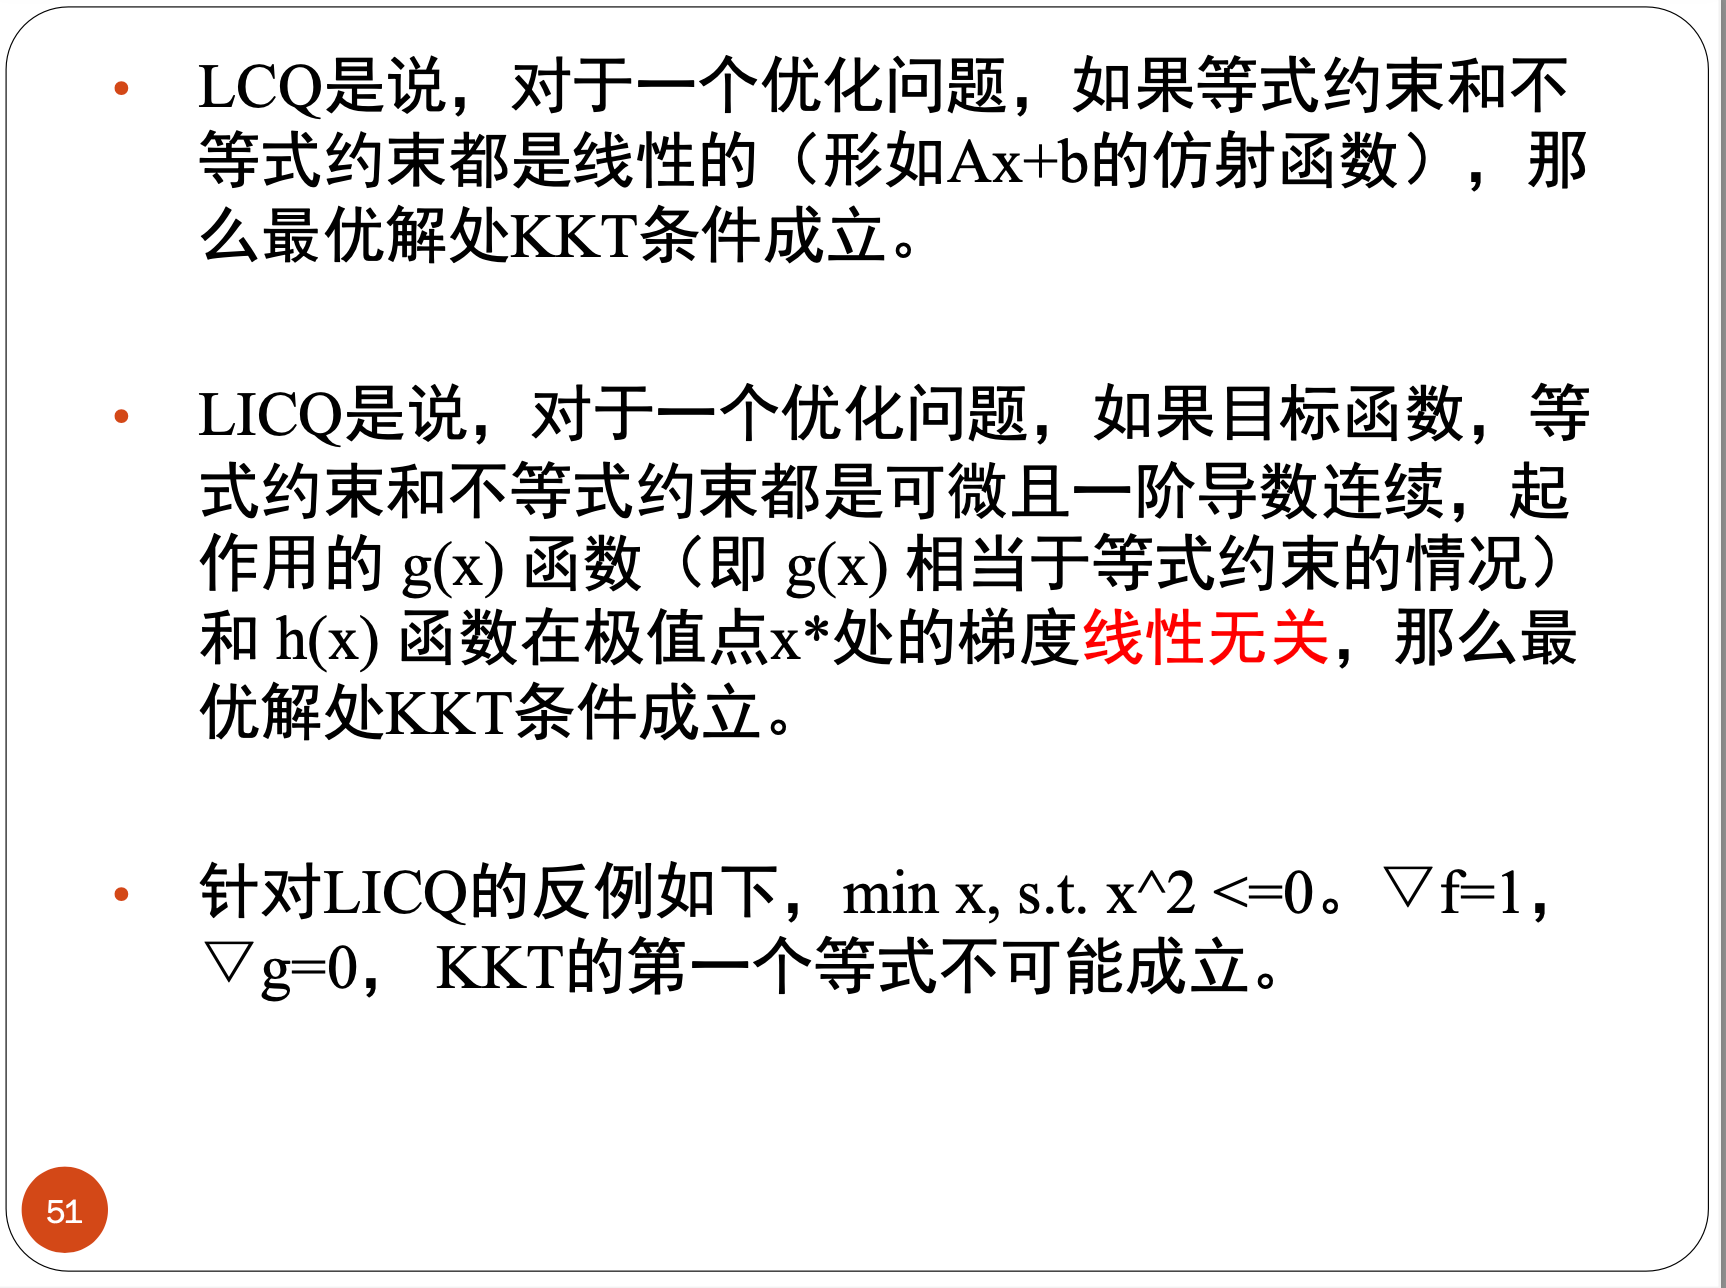 • LCQ是说，对于一个优化问题，如果等式约束和不
等式约束都是线性的（形如Ax+b的仿射函数），那
么最优解处KKT条件成立。
• LICQ是说，对于一个优化问题，如果目标函数，等
式约束和不等式约束都是可微且一阶导数连续，起
作用的 g(x) 函数（即 g(x) 相当于等式约束的情况）
和 h(x) 函数在极值点x*处的梯度线性无关，那么最
优解处KKT条件成立。
• 针对LICQ的反例如下，min x, s.t. x^2 <=0。▽f=1，
▽g=0， KKT的第一个等式不可能成立。
51